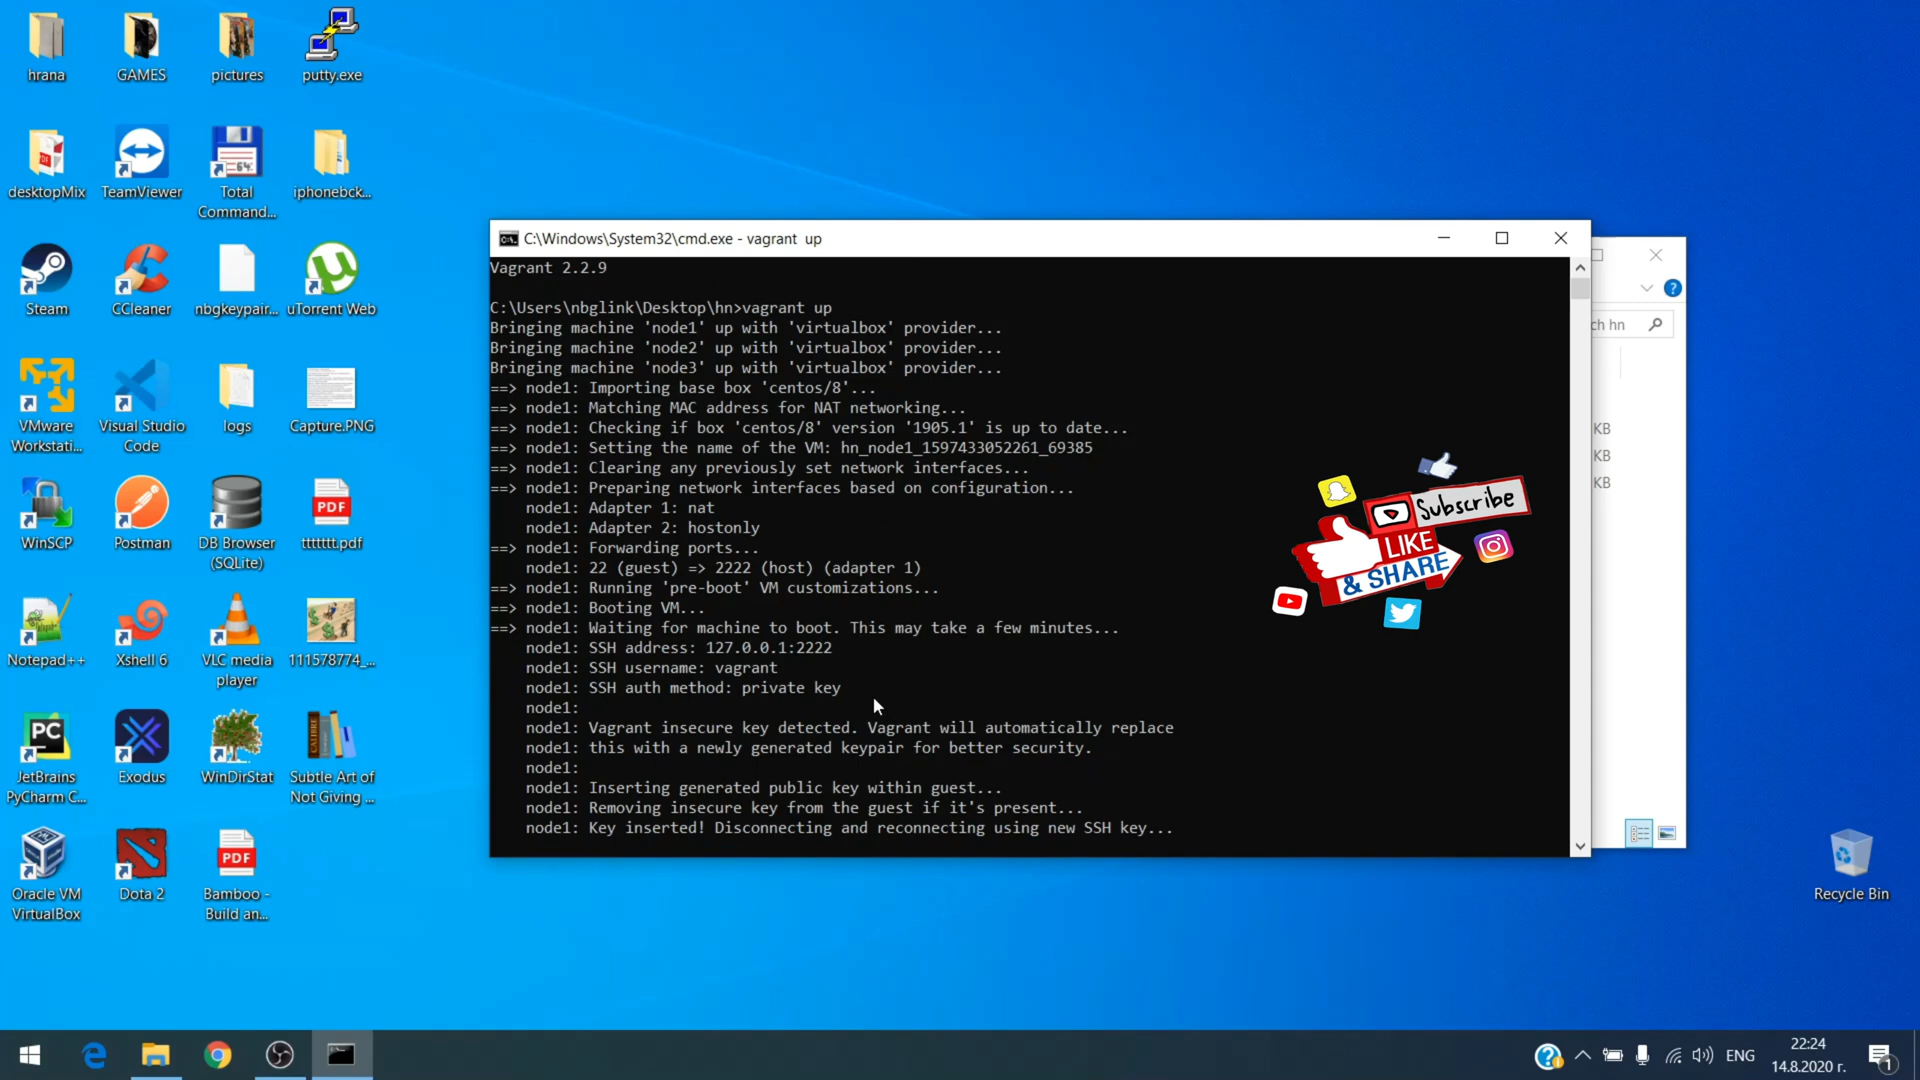 hrana
GAMES
pictures
putty.exe
desktopMix
TeamViewer
Total
Command...
iphonebck...
64
Steam
CCleaner
nbgkeypair...
uTorrent Web
VMware
Workstati...
Visual Studio
Code
logs
Capture.PNG
WinSCP
Postman
DB Browser
(SQLite)
PDF
ttttttt.pdf
Notepad++
Xshell 6
VLC media
player
111578774_...
PC
JetBrains
PyCharm C...
Exodus
WinDirStat
CALIBRE
Subtle Art of
Not Giving ...
Oracle VM
VirtualBox
Dota 2
PDF
Bamboo -
Build an...
C:\Windows\System32\cmd.exe - vagrant  up
Vagrant 2.2.9
C:\Users\nbglink\Desktop\hn>vagrant up
Bringing machine 'node1' up with 'virtualbox' provider...
Bringing machine 'node2' up with 'virtualbox' provider...
Bringing machine 'node3' up with 'virtualbox' provider...
==> node1: Importing base box 'centos/8'...
==> node1: Matching MAC address for NAT networking...
==> node1: Checking if box 'centos/8' version '1905.1' is up to date...
==> node1: Setting the name of the VM: hn_node1_1597433052261_69385
==> node1: Clearing any previously set network interfaces...
==> node1: Preparing network interfaces based on configuration...
node1: Adapter 1: nat
node1: Adapter 2: hostonly
==> node1: Forwarding ports...
node1: 22 (guest) => 2222 (host) (adapter 1)
==> node1: Running 'pre-boot' VM customizations...
==> node1: Booting VM...
==> node1: Waiting for machine to boot. This may take a few minutes...
node1: SSH address: 127.0.0.1:2222
node1: SSH username: vagrant
node1: SSH auth method: private key
node1:
node1: Vagrant insecure key detected. Vagrant will automatically replace
node1: this with a newly generated keypair for better security.
node1:
node1: Inserting generated public key within guest...
node1: Removing insecure key from the guest if it's present...
node1: Key inserted! Disconnecting and reconnecting using new SSH key...
Subscribe
LIKE
& SHARE
ch hn
KB
KB
KB
Recycle Bin
ENG
22:24
14.8.2020 г.
1